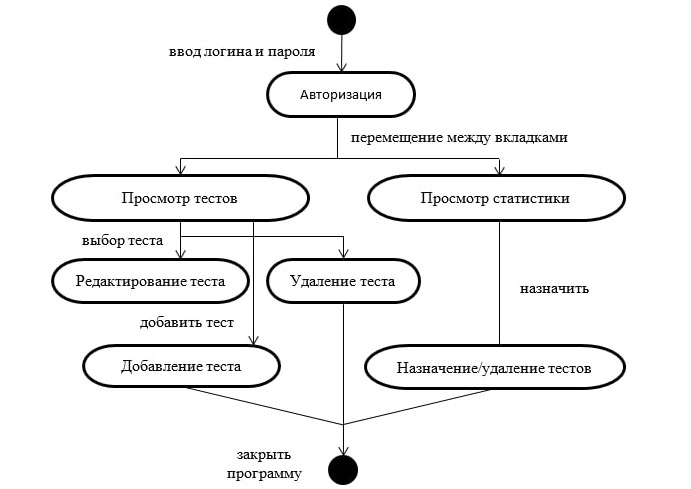 ввод логина и пароля
Авторизация
перемещение между вкладками
Просмотр тестов
Просмотр статистики
выбор теста
Редактирование теста
Удаление теста
назначить
добавить тест
Добавление теста
Назначение/удаление тестов
закрыть
программу